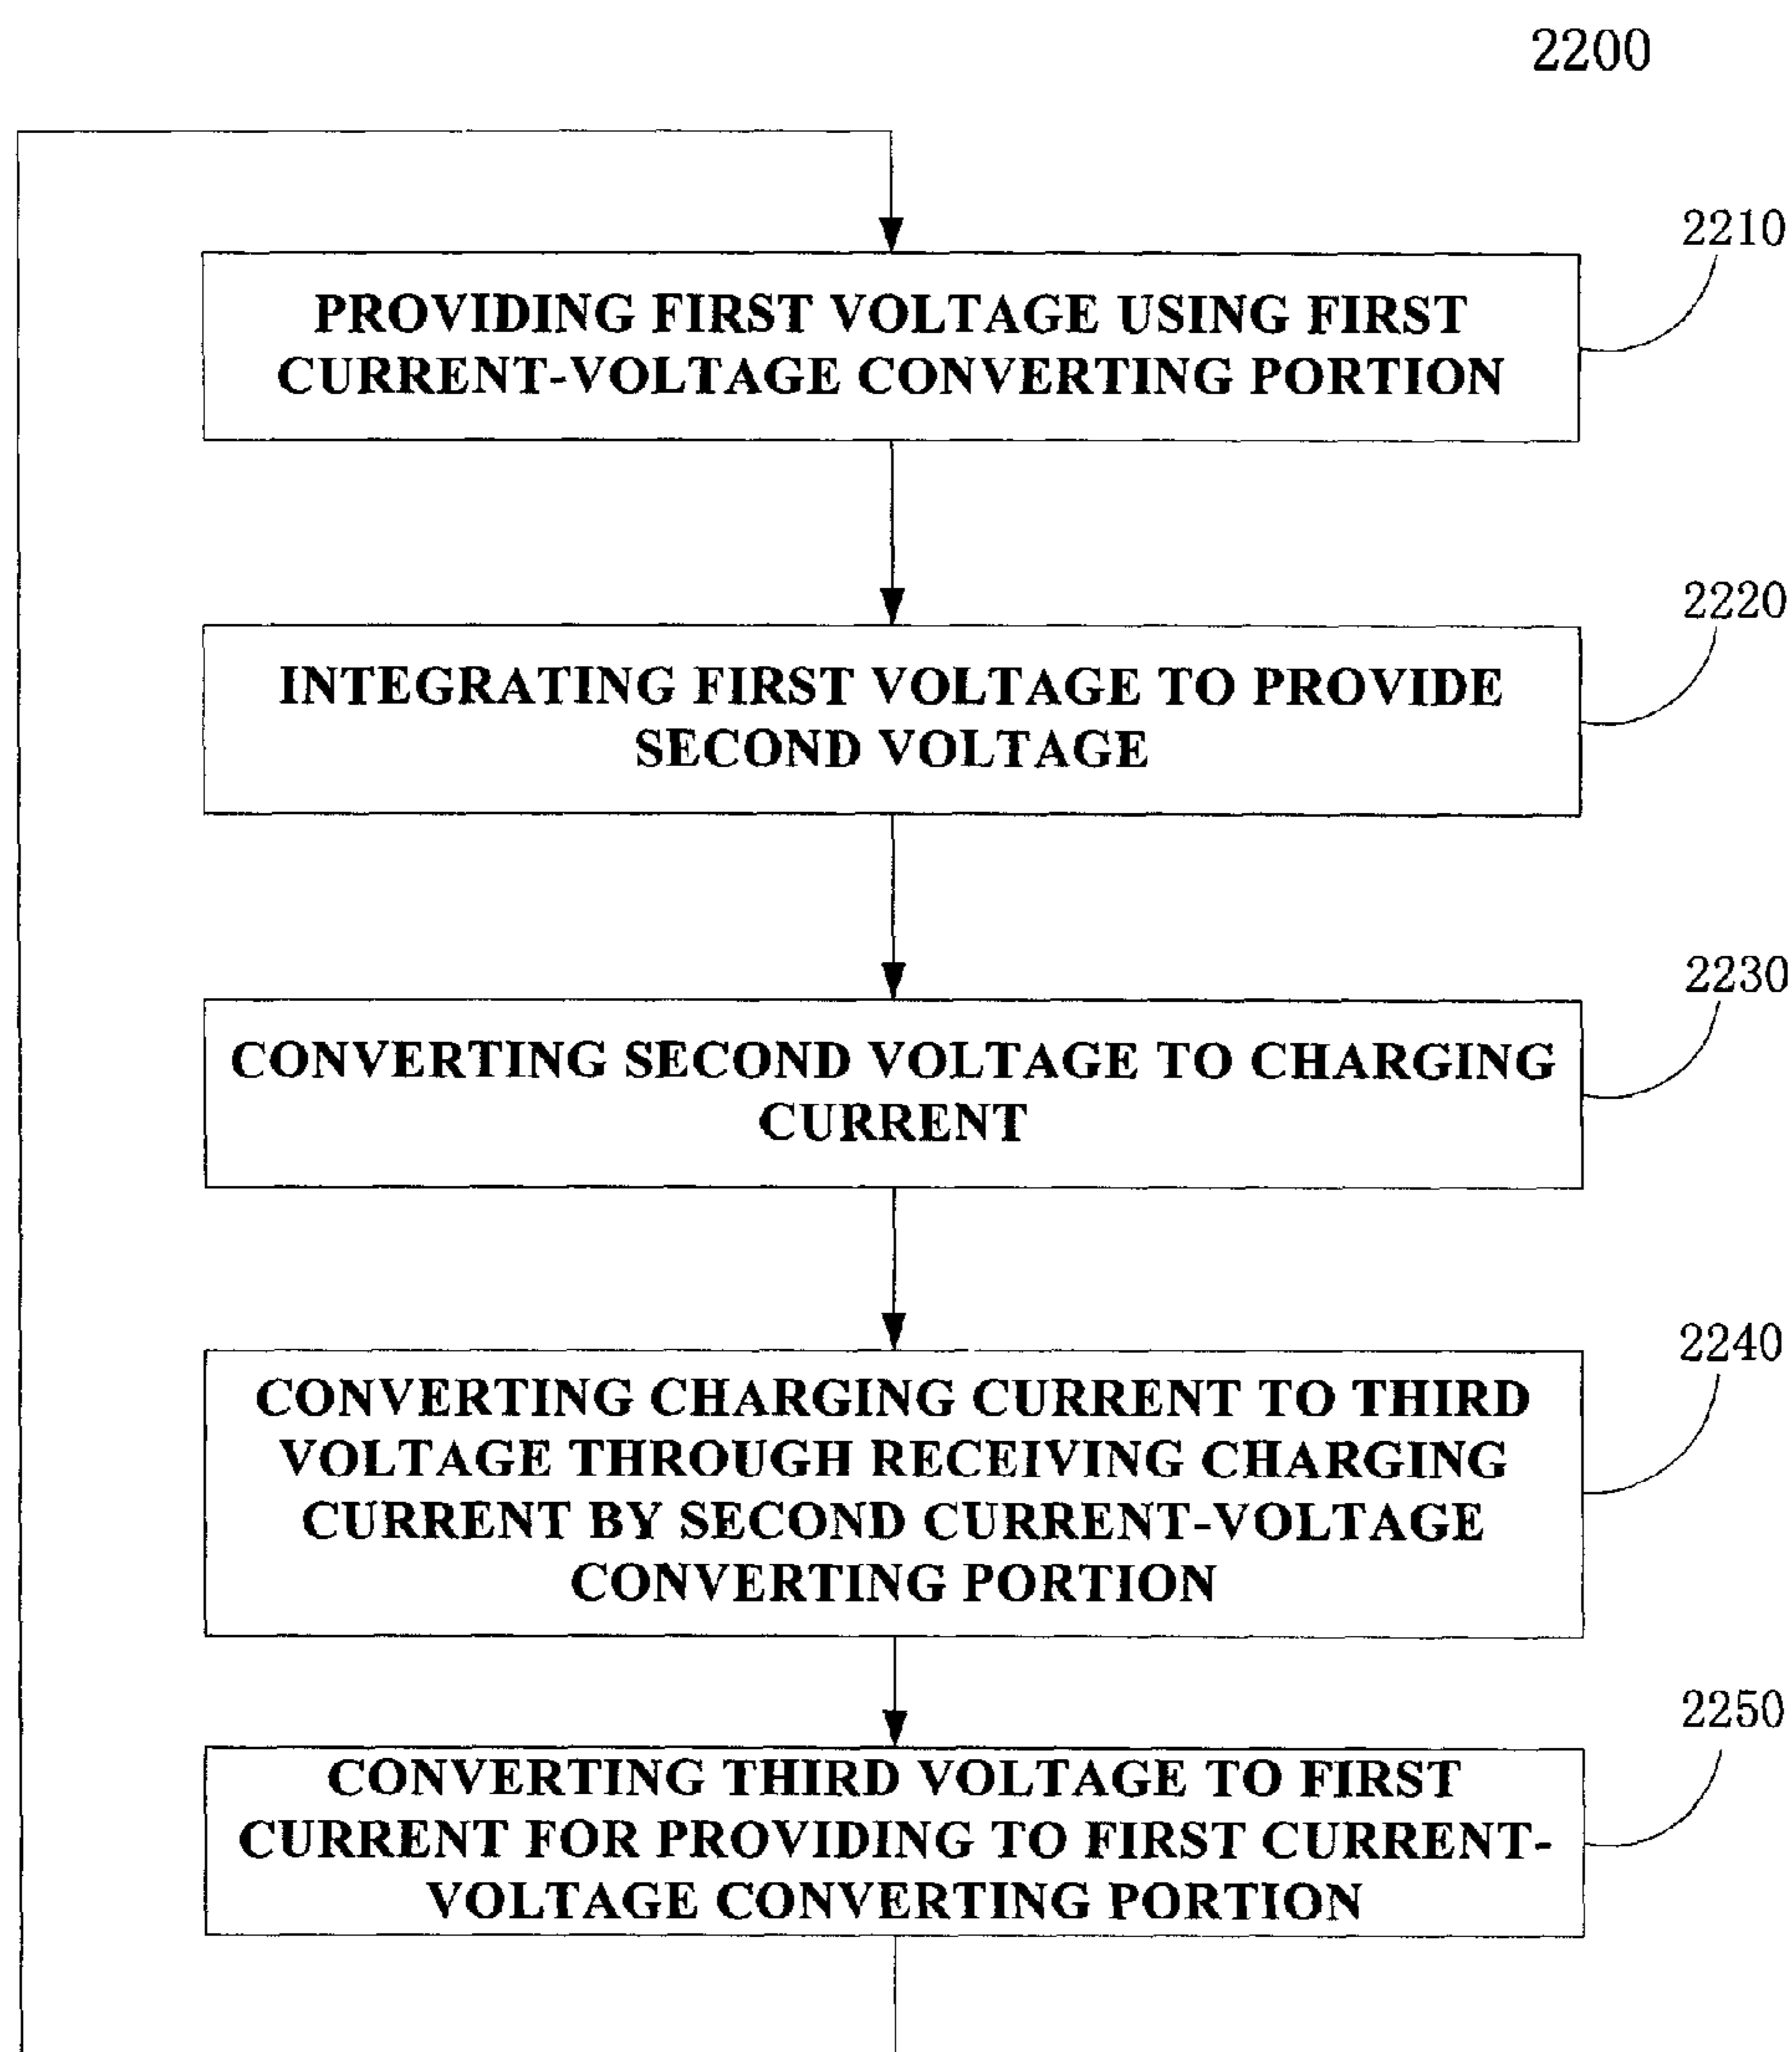 2200
2210
PROVIDING FIRST VOLTAGE USING FIRST
CURRENT-VOLTAGE CONVERTING PORTION
2220
INTEGRATING FIRST VOLTAGE TO PROVIDE
SECOND VOLTAGE
2230
CONVERTING SECOND VOLTAGE TO CHARGING
CURRENT
2240
CONVERTING CHARGING CURRENT TO THIRD
VOLTAGE THROUGH RECEIVING CHARGING
CURRENT BY SECOND CURRENT-VOLTAGE
CONVERTING PORTION
2250
CONVERTING THIRD VOLTAGE TO FIRST
CURRENT FOR PROVIDING TO FIRST CURRENT-
VOLTAGE CONVERTING PORTION